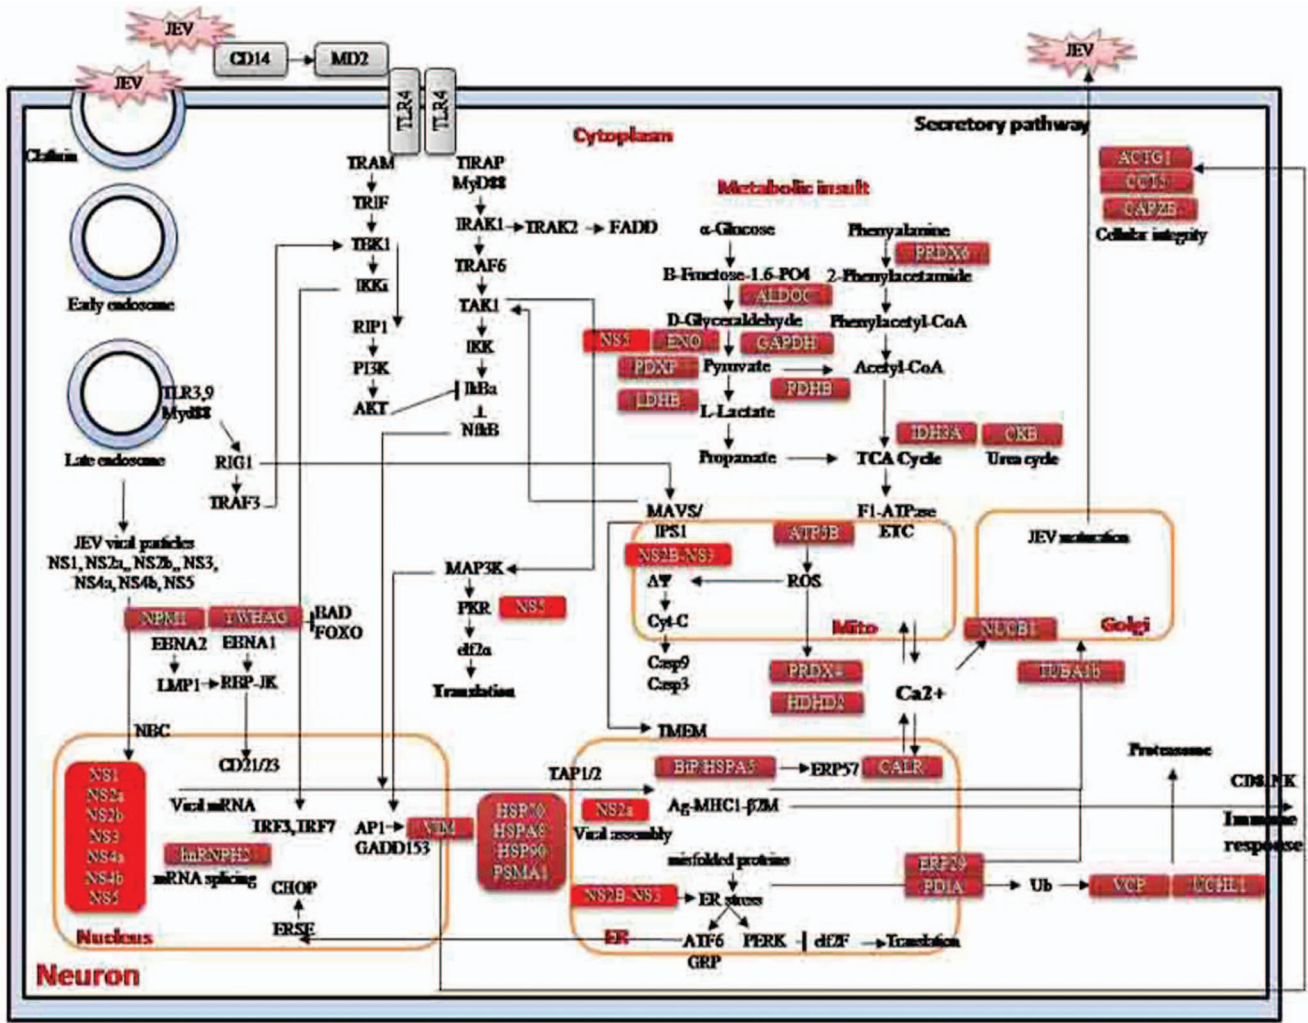 JEV
CD14
MD2
JEV
JEV
TLR4
TLR4
Clathrin
Cytoplasm
Secretory pathway
TRAM
TRIF
TBK1
IKKi
RIP1
PI3K
AKT
TIRAP
MyD88
IRAK1
TRAK2
FADD
TRAF6
TAK1
IKK
IkBa
NfkB
Metabolic insult
α-Glucose
B-Fructose-1.6-PO4
ALDOC
D-Glyceraldehyde
NS5
ENO
GAPDH
PDXP
Pyruvate
PDHB
LDHB
L-Lactate
Propanate
Phenyalanine
PRDX6
2-Phenylacetamide
Phenylacetyl-CoA
Acetyl-CoA
IDH3A
CKB
TCA Cycle
Urea cycle
F1-ATPase
ETC
ACTG1
CCT5
CAPZB
Cellular integrity
Early endosome
TLR3,9
Myd88
Late endosome
RIG1
TRAF3
JEV viral particles
NS1, NS2a,, NS2b,, NS3,
NS4a, NS4b, NS5
NPM1
YWHAG
BAD
FOXO
EBNA2
EBNA1
LMP1
RBP-JK
MAP3K
PKR
NS5
elf2α
Translation
MAVS/
IPS1
NS2B-NS3
ΔΨ
Cyt-C
Casp9
Casp3
ATP5B
ROS
Mito
PRDX4
HDHD2
TMEM
JEV maturation
NUCB1
Golgi
TUBA1b
Ca2+
NBC
CD21/23
NS1
NS2a
NS2b
NS3
NS4a
NS4b
NS5
Viral mRNA
IRF3, IRF7
hnRNPH2
mRNA splicing
CHOP
ERSE
AP1
VIM
GADD153
Nucleus
Neuron
HSP70
HSPA8
HSP90
PSMA1
TAP1/2
BiP/HSPA5
ERP57
CALR
NS2a
Ag-MHC1-β2M
Viral assembly
misfolded proteins
NS2B-NS3
ER stress
ER
ATF6
GRP
PERK
elf2F
Translation
ERP29
PDIA
Ub
VCP
UCHL1
Proteasome
CD8, NK
Immune
response